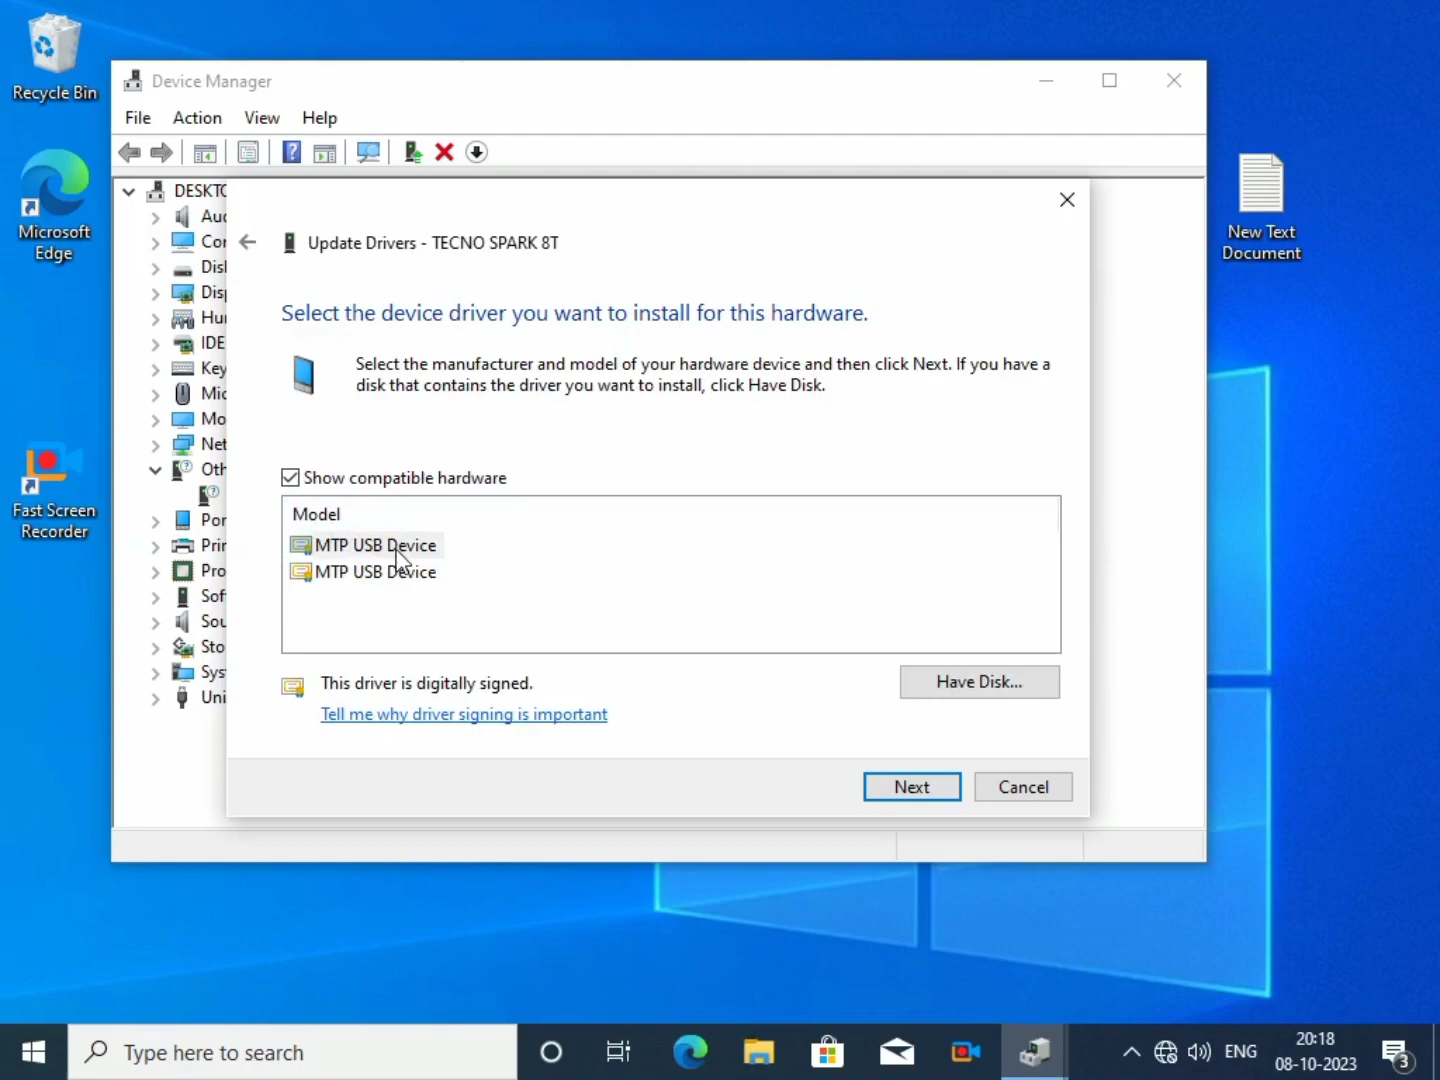 Recycle Bin
Microsoft
Edge
Fast Screen
Recorder
New Text
Document
Device Manager
File Action View Help
DESKTO
Aud
Cor
Disk
Disp
Hur
IDE
Key
Mic
Mo
Net
Oth
Por
Prir
Pro
Sof
Sou
Sto
Sys
Uni
Update Drivers - TECNO SPARK 8T
Select the device driver you want to install for this hardware.
Select the manufacturer and model of your hardware device and then click Next. If you have a
disk that contains the driver you want to install, click Have Disk.
Show compatible hardware
Model
MTP USB Device
MTP USB Device
This driver is digitally signed.
Have Disk...
Tell me why driver signing is important
Next
Cancel
Type here to search
ENG
20:18
08-10-2023
3